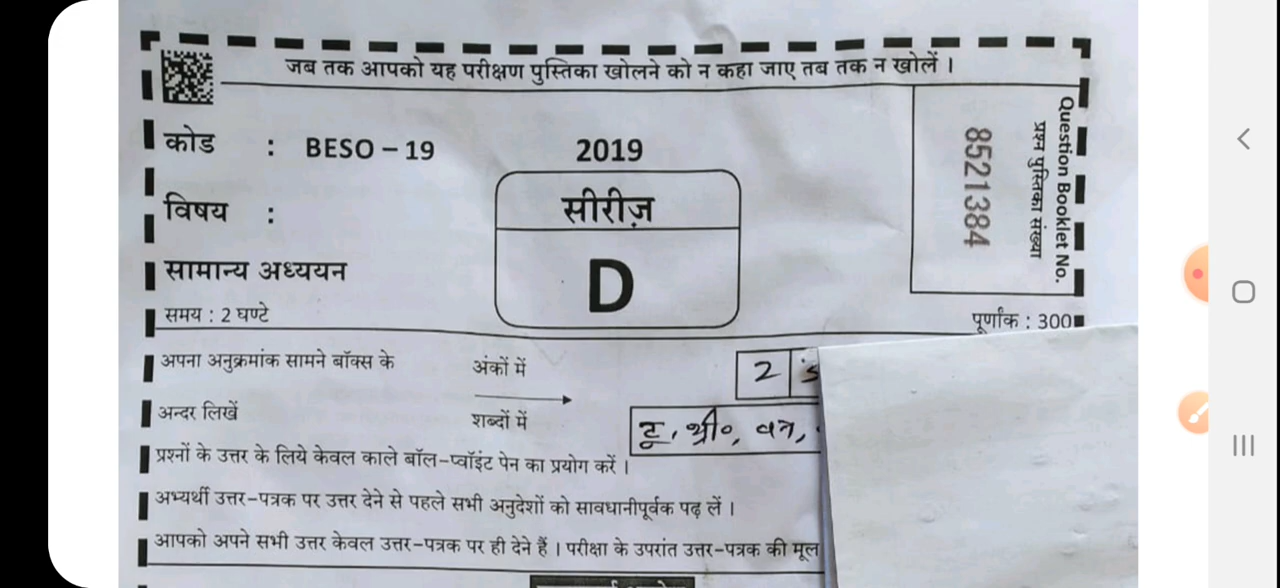 जब तक आपको यह परीक्षण पुस्तिका खोलने को न कहा जाए तब तक न खोलें ।
कोड : BESO – 19
2019
Question Booklet No.
प्रश्न पुस्तिका संख्या
8521384
विषय :
सीरीज़
D
सामान्य अध्ययन
समय : 2 घण्टे
पूर्णांक : 300
अपना अनुक्रमांक सामने बॉक्स के
अंकों में
2
अन्दर लिखें
शब्दों में
टू, थ्री०, वन,
प्रश्नों के उत्तर के लिये केवल काले बॉल-प्वॉइंट पेन का प्रयोग करें ।
अभ्यर्थी उत्तर-पत्रक पर उत्तर देने से पहले सभी अनुदेशों को सावधानीपूर्वक पढ़ लें ।
आपको अपने सभी उत्तर केवल उत्तर-पत्रक पर ही देने हैं । परीक्षा के उपरांत उत्तर-पत्रक की मूल